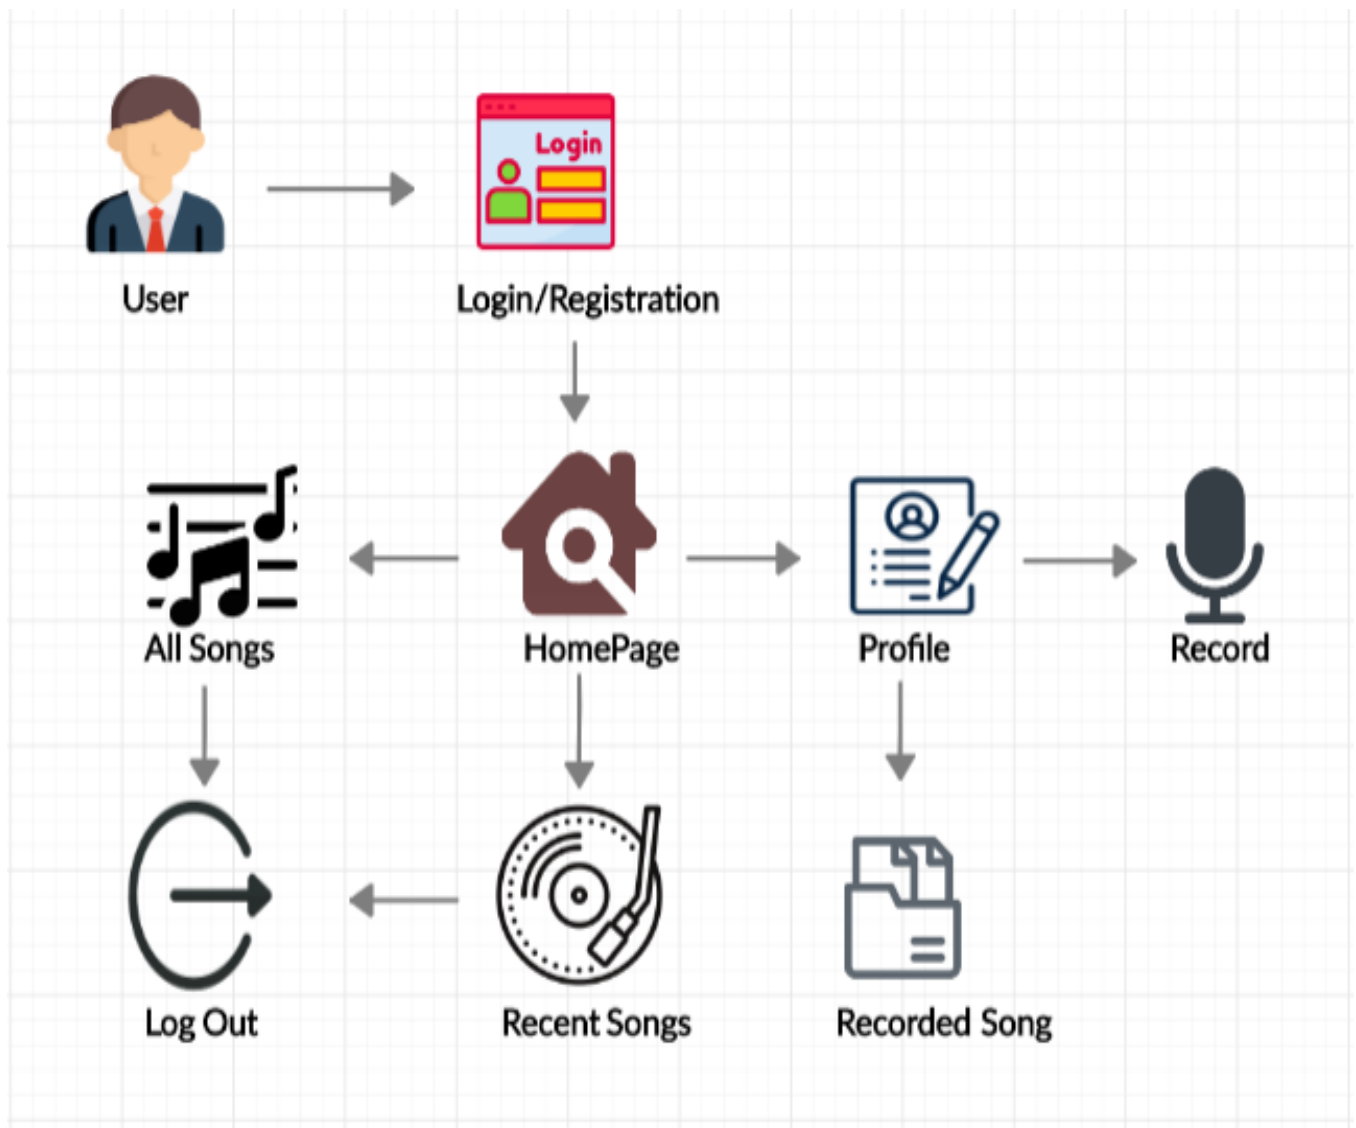 Login
User
Login/Registration
All Songs
HomePage
Profile
Record
Log Out
Recent Songs
Recorded Song